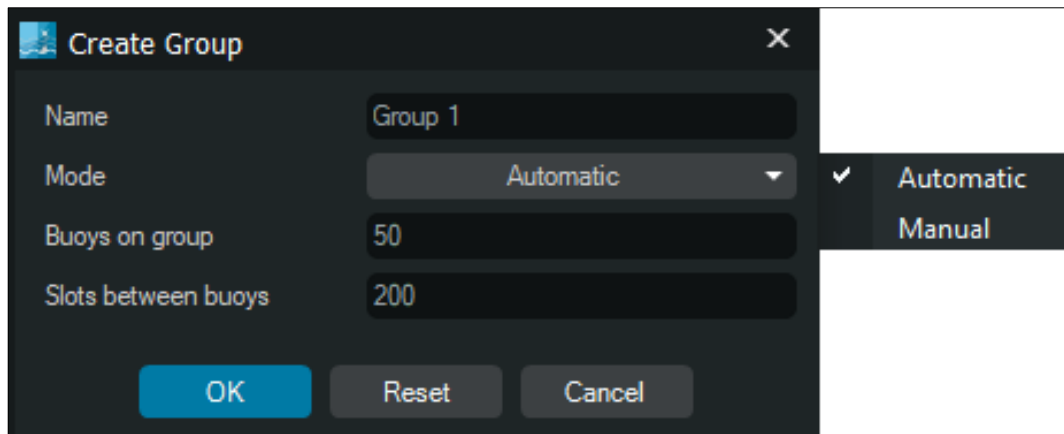 Create Group
Name Group 1
Mode Automatic
Automatic
Manual
Buoys on group 50
Slots between buoys 200
OK Reset Cancel